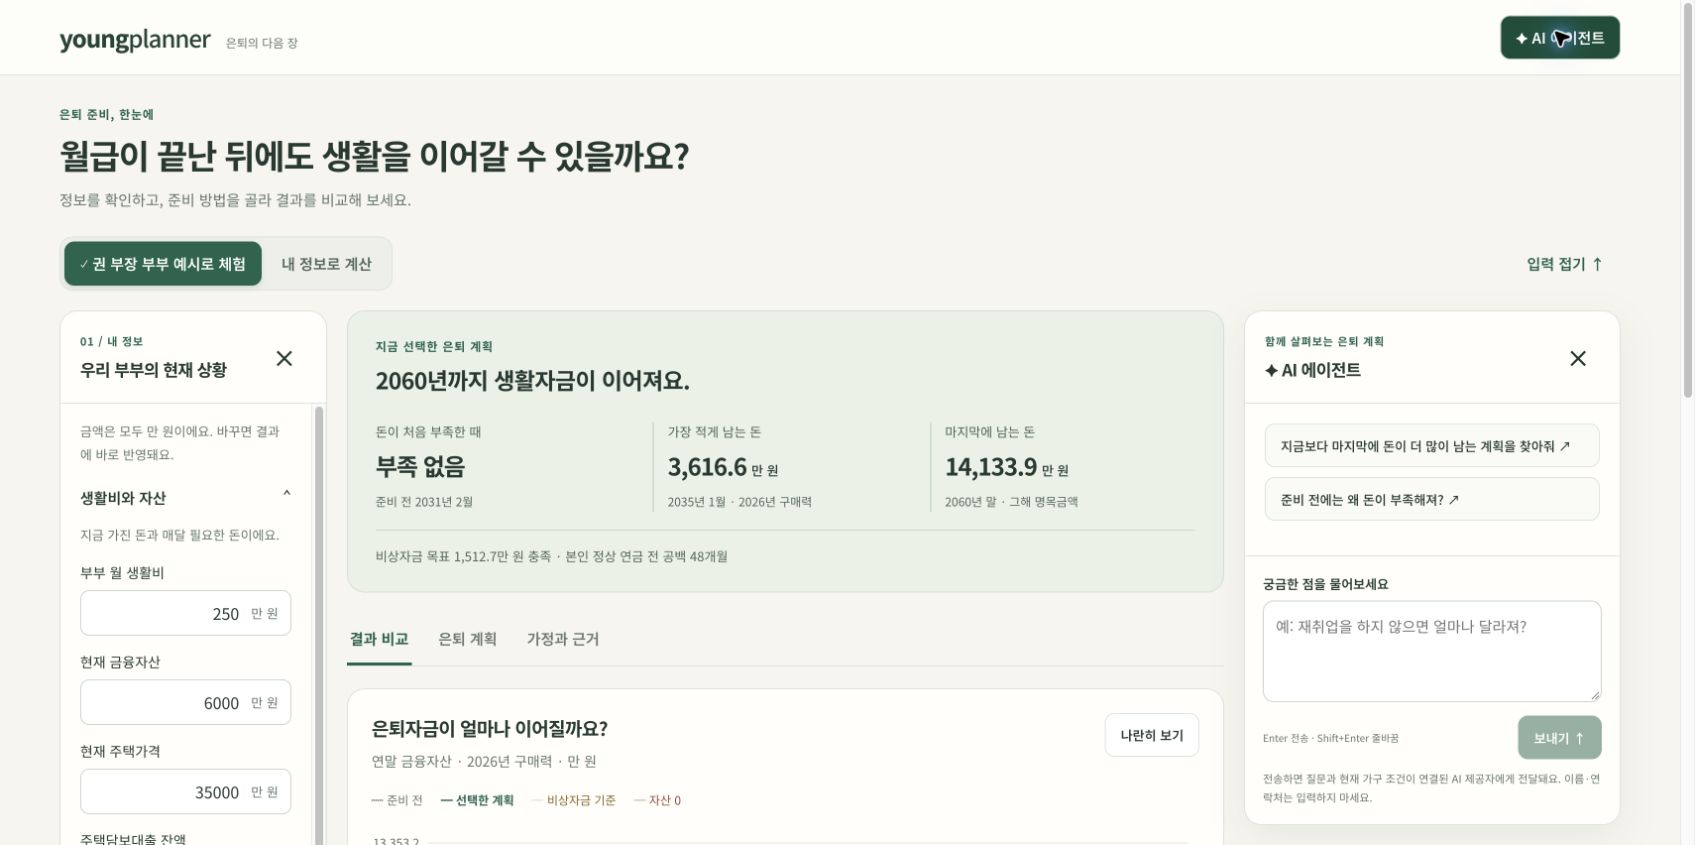 youngplanner 은퇴의 다음 장
✦ AI 이전트
은퇴 준비, 한눈에
월급이 끝난 뒤에도 생활을 이어갈 수 있을까요?
정보를 확인하고, 준비 방법을 골라 결과를 비교해 보세요.
✓ 권 부장 부부 예시로 체험
내 정보로 계산
입력 접기 ↑
01 / 내 정보
우리 부부의 현재 상황
금액은 모두 만 원이에요. 바꾸면 결과
에 바로 반영돼요.
생활비와 자산
지금 가진 돈과 매달 필요한 돈이에요.
부부 월 생활비
250 만 원
현재 금융자산
6000 만 원
현재 주택가격
35000 만 원
주택담보대출 잔액
지금 선택한 은퇴 계획
2060년까지 생활자금이 이어져요.
돈이 처음 부족한 때
부족 없음
준비 전 2031년 2월
가장 적게 남는 돈
3,616.6 만 원
2035년 1월 · 2026년 구매력
마지막에 남는 돈
14,133.9 만 원
2060년 말 · 그해 명목금액
비상자금 목표 1,512.7만 원 충족 · 본인 정상 연금 전 공백 48개월
결과 비교
은퇴 계획
가정과 근거
은퇴자금이 얼마나 이어질까요?
연말 금융자산 · 2026년 구매력 · 만 원
나란히 보기
준비 전
선택한 계획
비상자금 기준
자산 0
13,353.2
함께 살펴보는 은퇴 계획
✦ AI 에이전트
지금보다 마지막에 돈이 더 많이 남는 계획을 찾아줘 ↗
준비 전에는 왜 돈이 부족해져? ↗
궁금한 점을 물어보세요
예: 재취업을 하지 않으면 얼마나 달라져?
Enter 전송 · Shift+Enter 줄바꿈
보내기 ↑
전송하면 질문과 현재 가구 조건이 연결된 AI 제공자에게 전달돼요. 이름·연
락처는 입력하지 마세요.